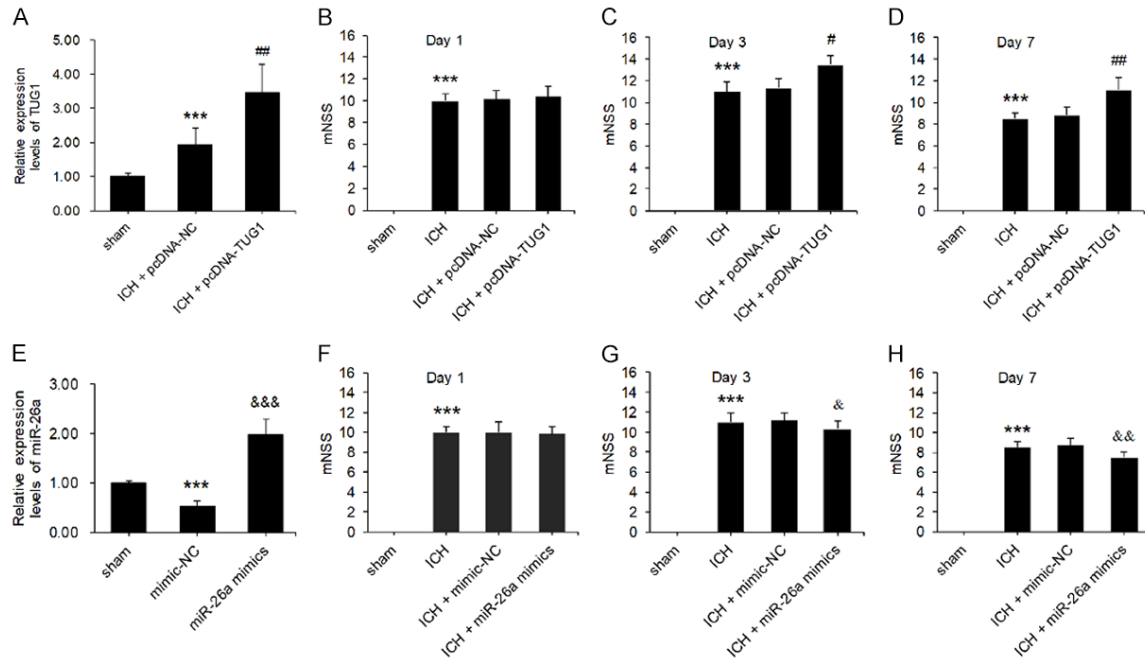 A
Relative expression
levels of TUG1
5.00
4.00
3.00
2.00
1.00
0.00
***
##
sham
ICH + pcDNA-NC
ICH + pcDNA-TUG1
B
Day 1
mNSS
16
14
12
10
8
6
4
2
0
***
sham
ICH
ICH + pcDNA-NC
ICH + pcDNA-TUG1
C
Day 3
mNSS
16
14
12
10
8
6
4
2
0
***
#
sham
ICH
ICH + pcDNA-NC
ICH + pcDNA-TUG1
D
Day 7
mNSS
16
14
12
10
8
6
4
2
0
***
##
sham
ICH
ICH + pcDNA-NC
ICH + pcDNA-TUG1
E
Relative expression
levels of miR-26a
3.00
2.00
1.00
0.00
***
&&&
sham
mimic-NC
miR-26a mimics
F
Day 1
mNSS
16
14
12
10
8
6
4
2
0
***
sham
ICH
ICH + mimic-NC
ICH + miR-26a mimics
G
Day 3
mNSS
16
14
12
10
8
6
4
2
0
***
&
sham
ICH
ICH + mimic-NC
ICH + miR-26a mimics
H
Day 7
mNSS
16
14
12
10
8
6
4
2
0
***
&&
sham
ICH
ICH + mimic-NC
ICH + miR-26a mimics